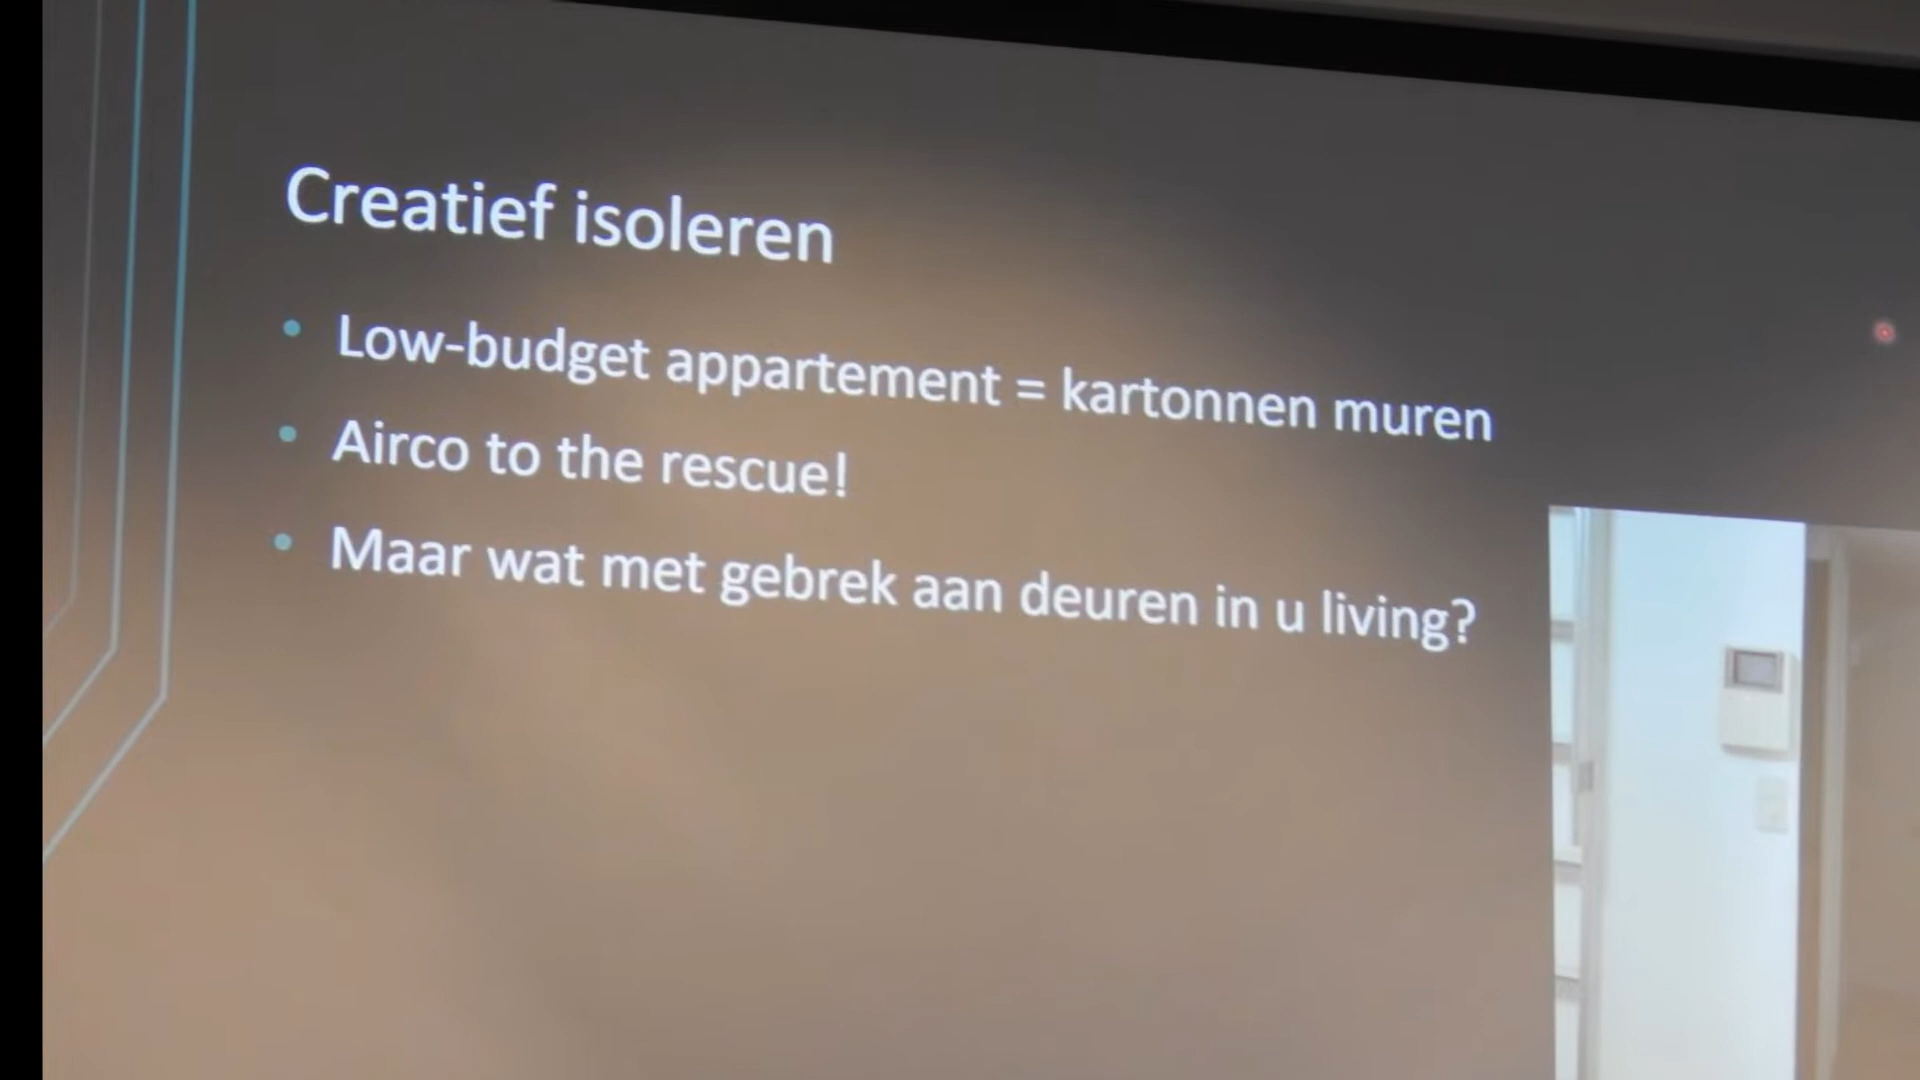 Creatief isoleren
Low-budget appartement = kartonnen muren
Airco to the rescue!
Maar wat met gebrek aan deuren in u living?